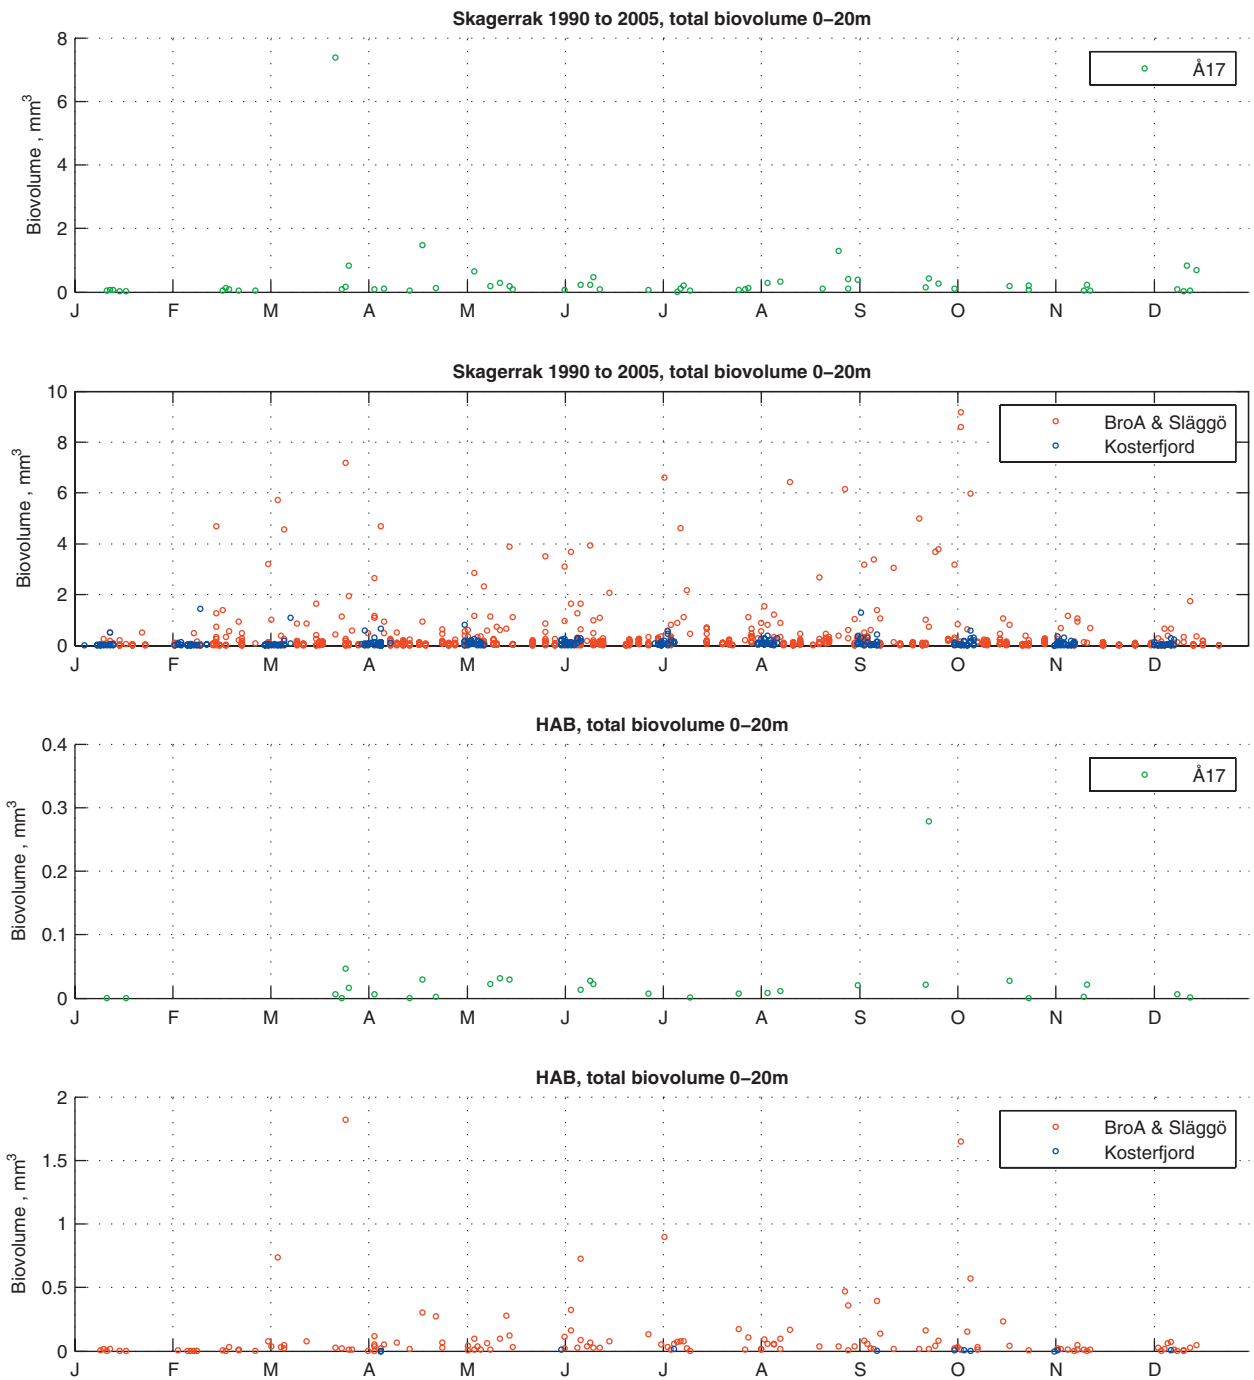 Skagerrak 1990 to 2005, total biovolume 0−20m
8
6
4
2
0
Biovolume , mm³
Å17
J F M A M J J A S O N D
Skagerrak 1990 to 2005, total biovolume 0−20m
10
8
6
4
2
0
Biovolume , mm³
BroA & Släggö
Kosterfjord
J F M A M J J A S O N D
HAB, total biovolume 0−20m
0.4
0.3
0.2
0.1
0
Biovolume , mm³
Å17
J F M A M J J A S O N D
HAB, total biovolume 0−20m
2
1.5
1
0.5
0
Biovolume , mm³
BroA & Släggö
Kosterfjord
J F M A M J J A S O N D